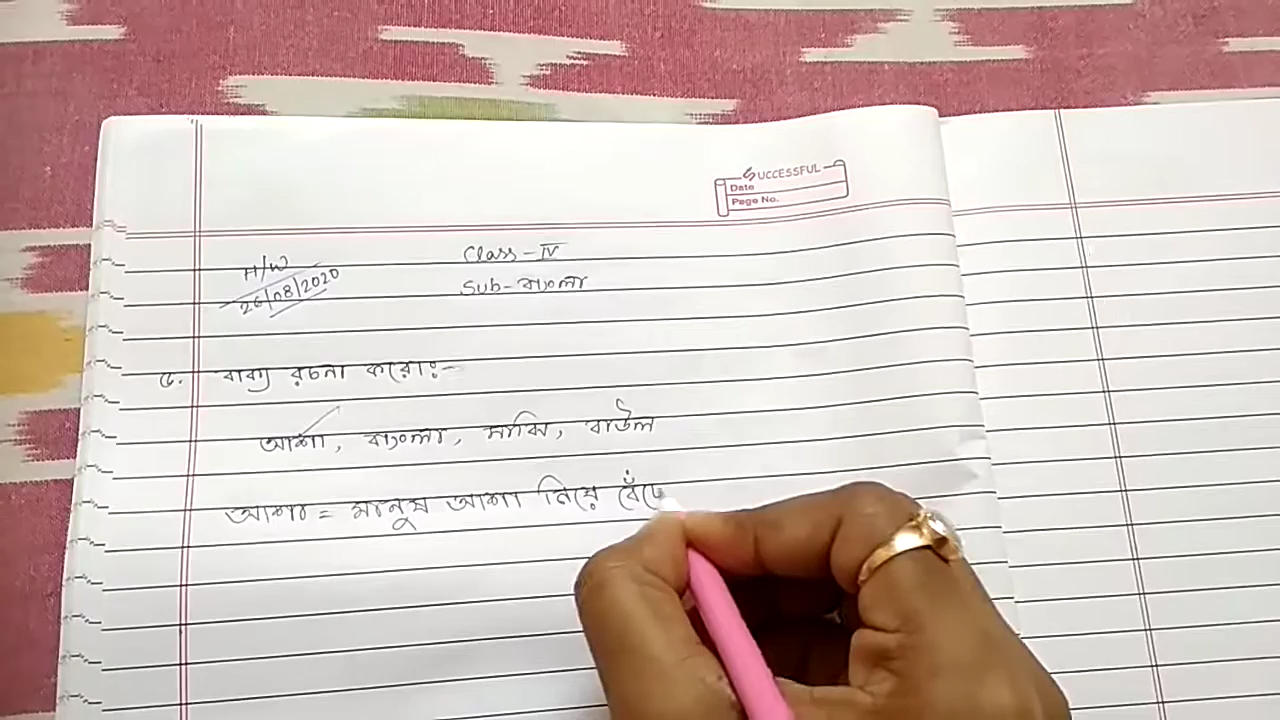 SUCCESSFUL
Date
Page No.
Class - IV
H/W
Sub - বাংলা
26/08/2020
৫. বাক্য রচনা করো:-
আশা, বাংলা, মাঝি, বাউল
আশা = মানুষ আশা নিয়ে বেঁচে